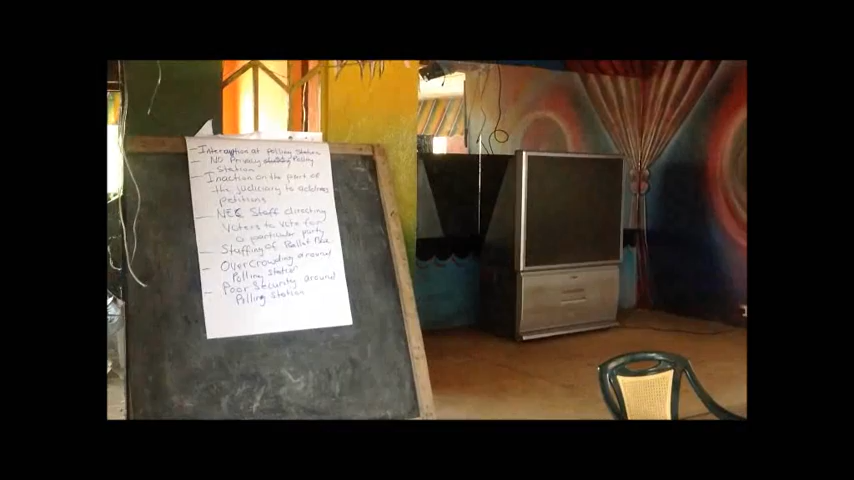 - Interruption at polling station
- NO Privacy Polling
Station
- Inaction on the part of
the judiciary to address
petitions
- NEC Staff directing
Voters to vote for
a particular party
- Stuffing of Ballot Box
- OverCrowding around
Polling station
- Poor Security around
Polling Station